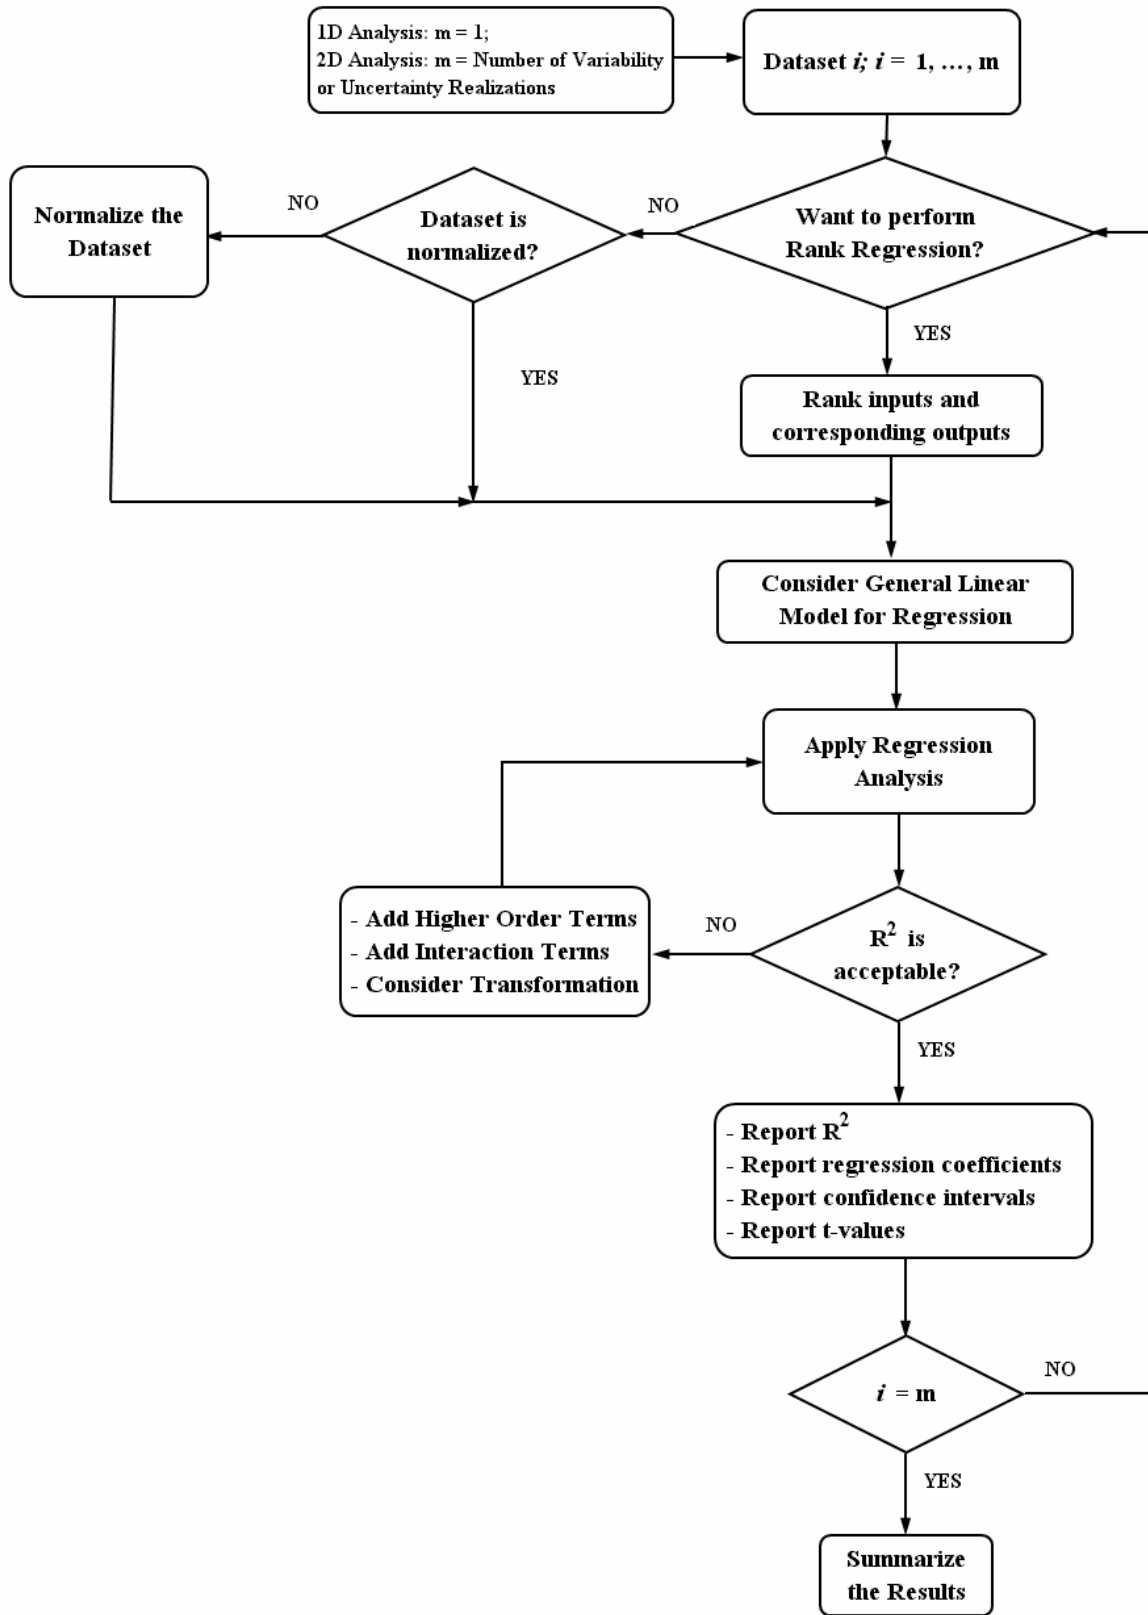 1D Analysis: m = 1;
2D Analysis: m = Number of Variability
or Uncertainty Realizations
Dataset i; i = 1, …, m
Want to perform
Rank Regression?
NO
Dataset is
normalized?
NO
Normalize the
Dataset
YES
YES
Rank inputs and
corresponding outputs
Consider General Linear
Model for Regression
Apply Regression
Analysis
R² is
acceptable?
NO
- Add Higher Order Terms
- Add Interaction Terms
- Consider Transformation
YES
- Report R²
- Report regression coefficients
- Report confidence intervals
- Report t-values
i = m
NO
YES
Summarize
the Results